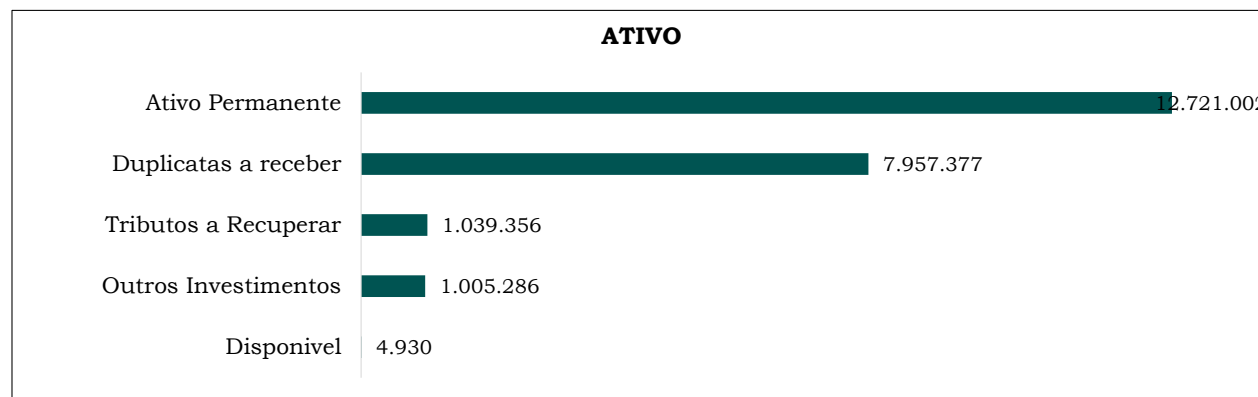 ATIVO
Ativo Permanente 12.721.002
Duplicatas a receber 7.957.377
Tributos a Recuperar 1.039.356
Outros Investimentos 1.005.286
Disponivel 4.930